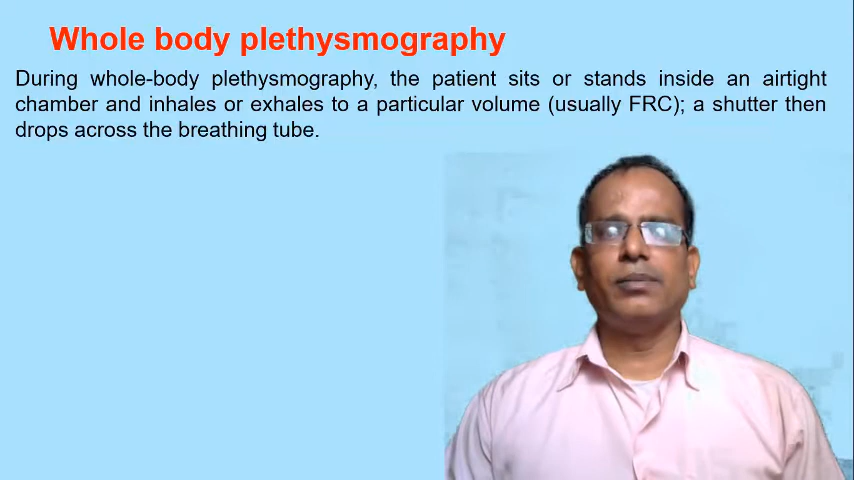 Whole body plethysmography
During whole-body plethysmography, the patient sits or stands inside an airtight
chamber and inhales or exhales to a particular volume (usually FRC); a shutter then
drops across the breathing tube.